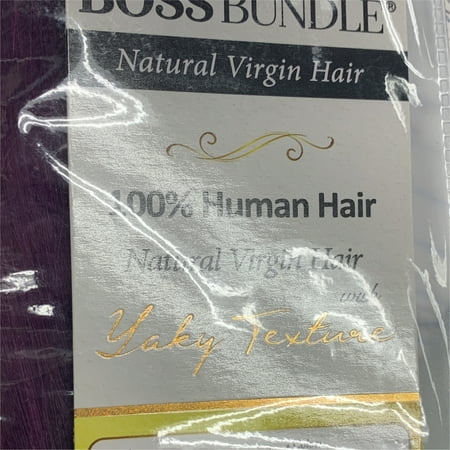 BOSS BUNDLE®
Natural Virgin Hair
100% Human Hair
Natural Virgin Hair
with
Yaky Texture